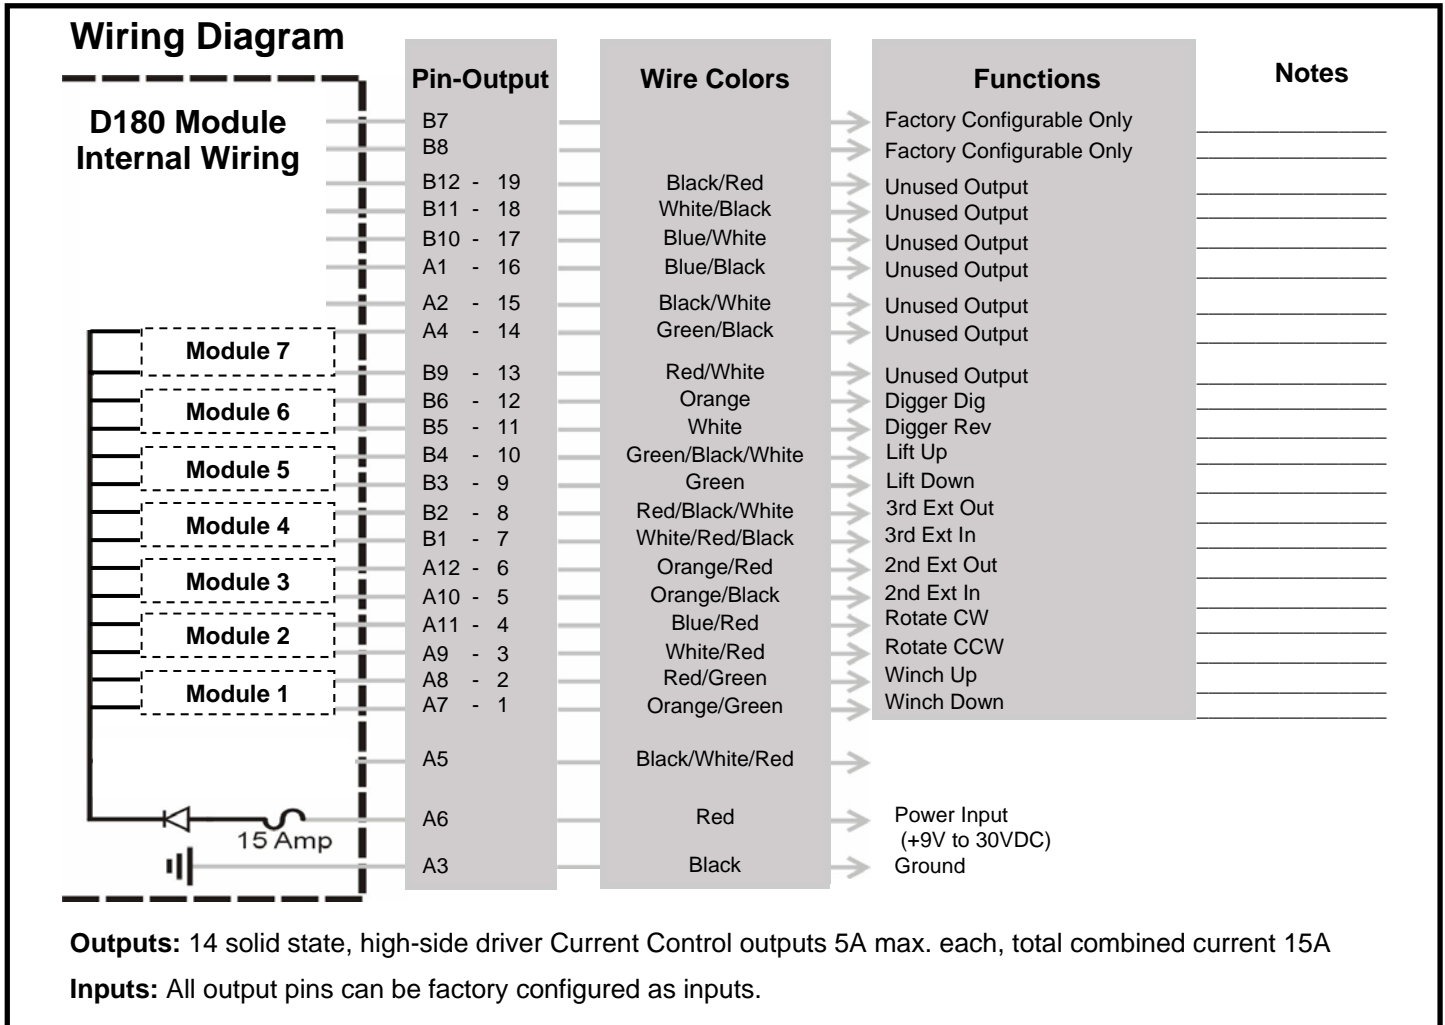 Wiring Diagram
Pin-Output Wire Colors Functions Notes
D180 Module
Internal Wiring
B7 Factory Configurable Only
B8 Factory Configurable Only
B12 - 19 Black/Red Unused Output
B11 - 18 White/Black Unused Output
B10 - 17 Blue/White Unused Output
A1 - 16 Blue/Black Unused Output
A2 - 15 Black/White Unused Output
A4 - 14 Green/Black Unused Output
Module 7
B9 - 13 Red/White Unused Output
B6 - 12 Orange Digger Dig
Module 6
B5 - 11 White Digger Rev
B4 - 10 Green/Black/White Lift Up
Module 5
B3 - 9 Green Lift Down
B2 - 8 Red/Black/White 3rd Ext Out
Module 4
B1 - 7 White/Red/Black 3rd Ext In
A12 - 6 Orange/Red 2nd Ext Out
Module 3
A10 - 5 Orange/Black 2nd Ext In
A11 - 4 Blue/Red Rotate CW
Module 2
A9 - 3 White/Red Rotate CCW
A8 - 2 Red/Green Winch Up
Module 1
A7 - 1 Orange/Green Winch Down
A5 Black/White/Red
A6 Red Power Input
(+9V to 30VDC)
15 Amp
A3 Black Ground
Outputs: 14 solid state, high-side driver Current Control outputs 5A max. each, total combined current 15A
Inputs: All output pins can be factory configured as inputs.